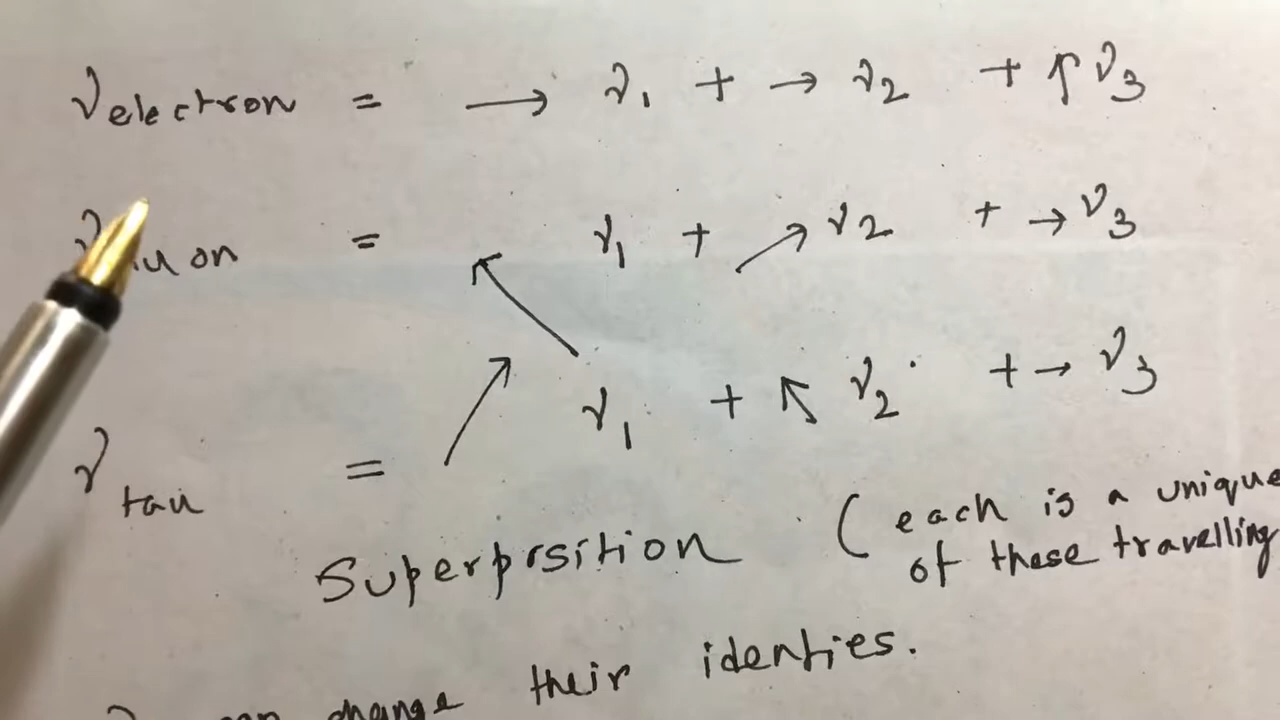 ν electron = → ν1 + → ν2 + ↑ ν3
uon = ↖ ν1 + ↗ ν2 + → ν3
ν tau = ↗ ν1 + ↖ ν2 + → ν3
Superposition ( each is a unique
of these travelling
change their identies.